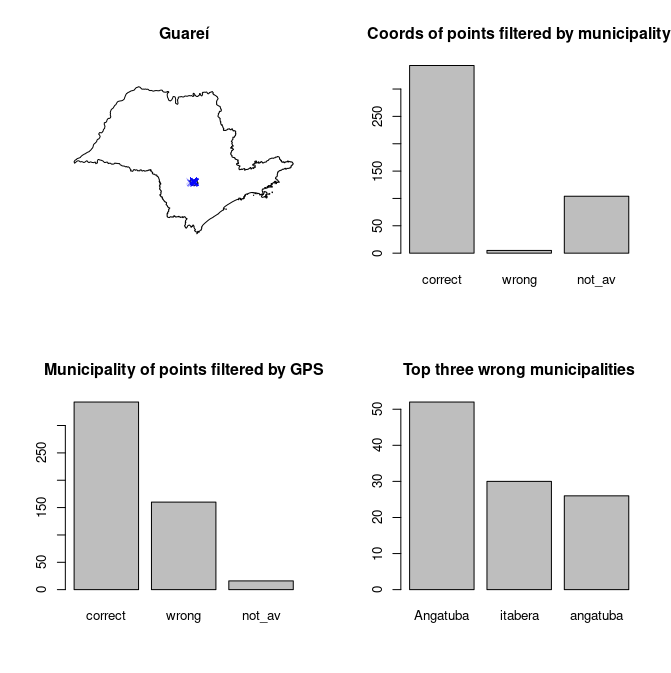 Guareí
Coords of points filtered by municipality
250
150
50
0
correct wrong not_av
Municipality of points filtered by GPS
250
150
50
0
correct wrong not_av
Top three wrong municipalities
50
40
30
20
10
0
Angatuba itabera angatuba